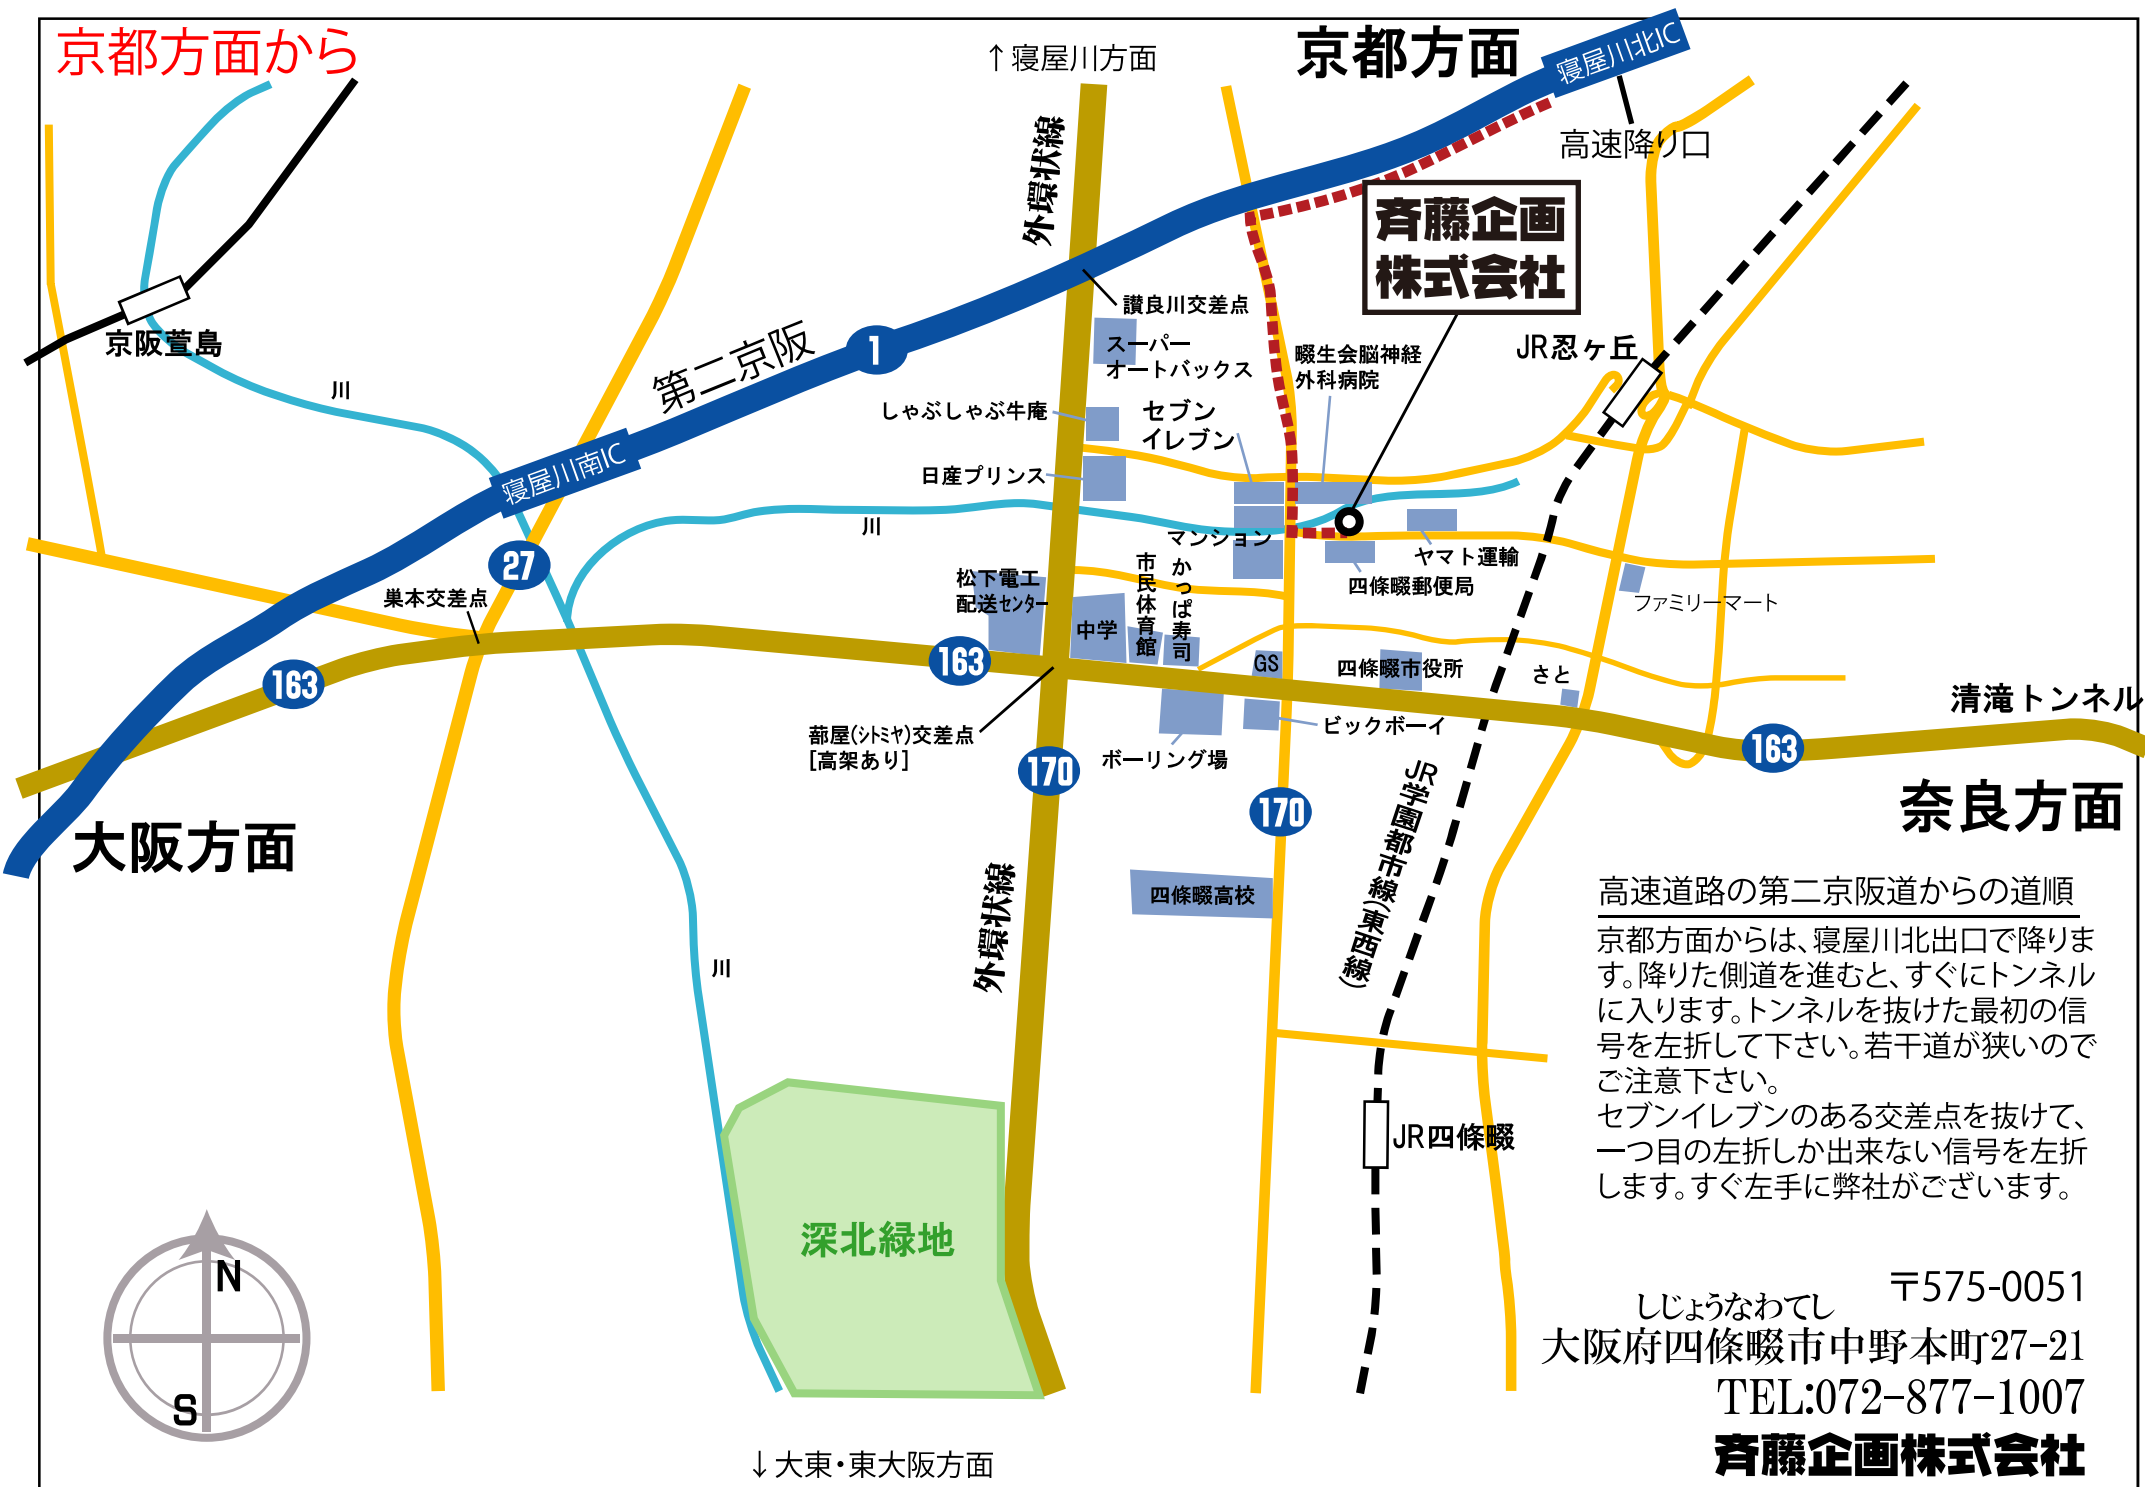 京都方面から
↑寝屋川方面
京都方面
寝屋川北IC
高速降り口
外環状線
斉藤企画
株式会社
讃良川交差点
京阪萱島
第二京阪
1
スーパー
オートバックス
畷生会脳神経
外科病院
JR忍ヶ丘
川
しゃぶしゃぶ牛庵
セブン
イレブン
寝屋川南IC
日産プリンス
川
マンション
ヤマト運輸
27
松下電工
配送センター
市民体育館
かっぱ寿司
四條畷郵便局
ファミリーマート
巣本交差点
中学
163
163
GS
四條畷市役所
さと
清滝トンネル
蔀屋(シトミヤ)交差点
[高架あり]
ビックボーイ
ボーリング場
163
170
170
JR学園都市線(東西線)
大阪方面
奈良方面
外環状線
四條畷高校
川
高速道路の第二京阪道からの道順
京都方面からは、寝屋川北出口で降りま
す。降りた側道を進むと、すぐにトンネル
に入ります。トンネルを抜けた最初の信
号を左折して下さい。若干道が狭いので
ご注意下さい。
セブンイレブンのある交差点を抜けて、
一つ目の左折しか出来ない信号を左折
します。すぐ左手に弊社がございます。
JR四條畷
深北緑地
N
S
〒575-0051
しじょうなわてし
大阪府四條畷市中野本町27−21
TEL:072−877−1007
斉藤企画株式会社
↓大東・東大阪方面